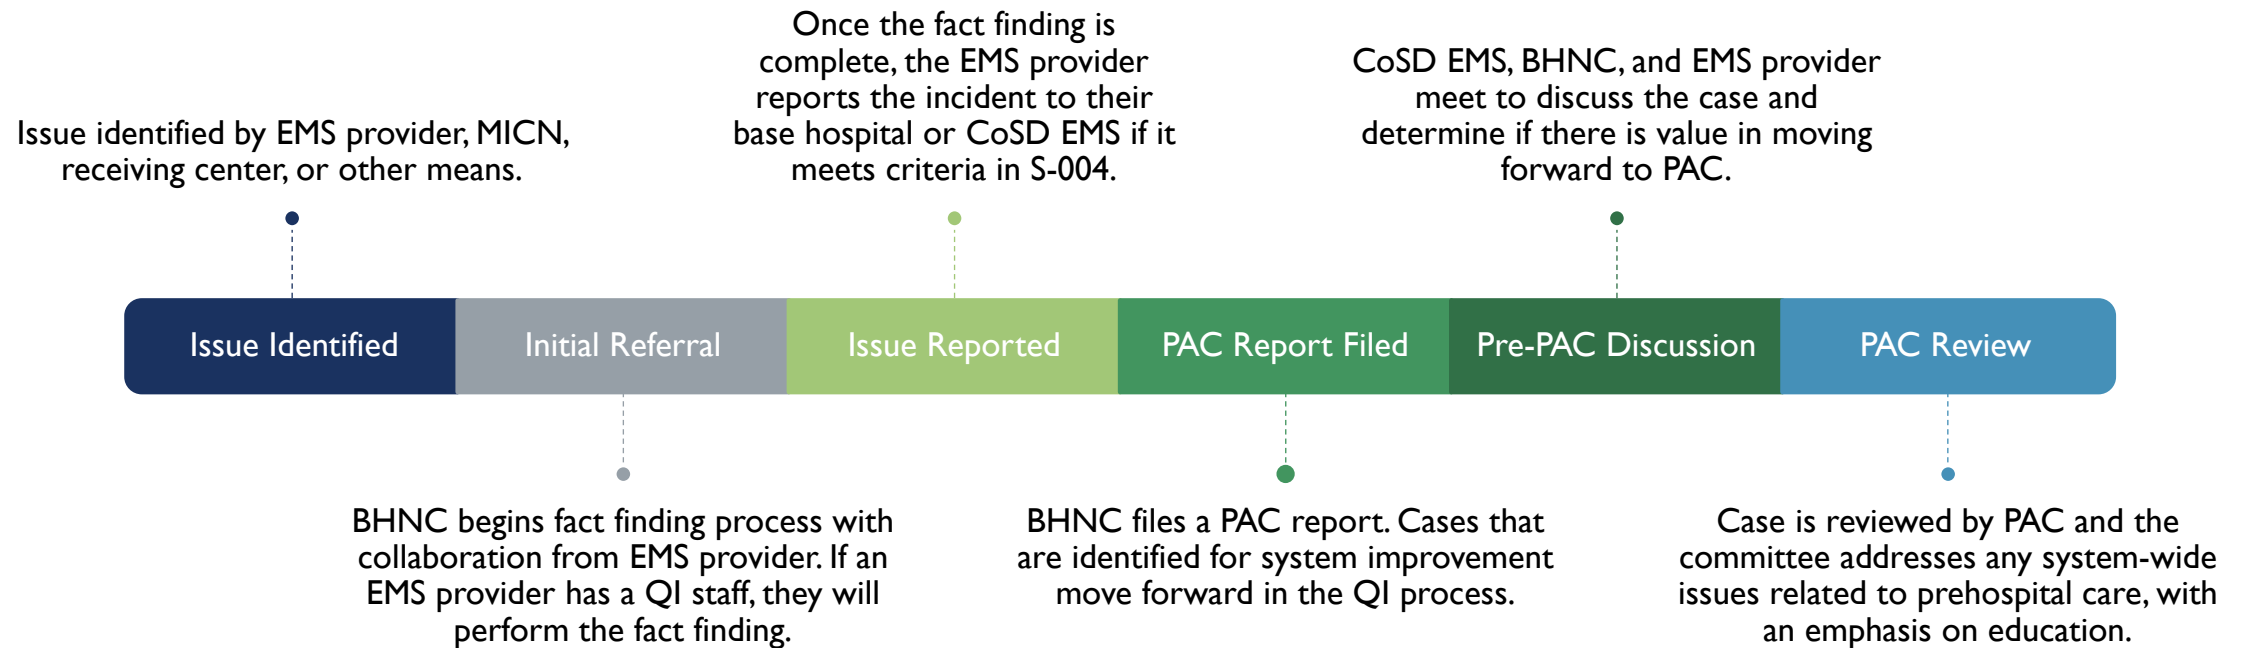 Issue identified by EMS provider, MICN,
receiving center, or other means.
Once the fact finding is
complete, the EMS provider
reports the incident to their
base hospital or CoSD EMS if it
meets criteria in S-004.
CoSD EMS, BHNC, and EMS provider
meet to discuss the case and
determine if there is value in moving
forward to PAC.
Issue Identified
Initial Referral
Issue Reported
PAC Report Filed
Pre-PAC Discussion
PAC Review
BHNC begins fact finding process with
collaboration from EMS provider. If an
EMS provider has a QI staff, they will
perform the fact finding.
BHNC files a PAC report. Cases that
are identified for system improvement
move forward in the QI process.
Case is reviewed by PAC and the
committee addresses any system-wide
issues related to prehospital care, with
an emphasis on education.